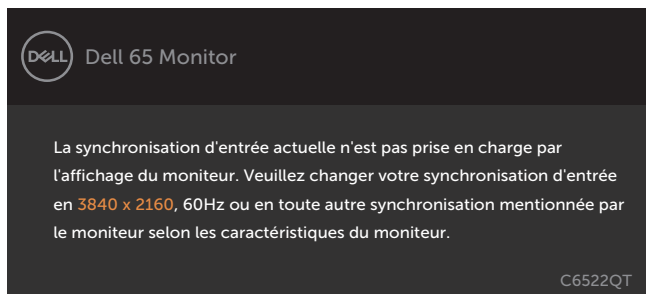 DELL
Dell 65 Monitor
La synchronisation d'entrée actuelle n'est pas prise en charge par
l'affichage du moniteur. Veuillez changer votre synchronisation d'entrée
en 3840 x 2160, 60Hz ou en toute autre synchronisation mentionnée par
le moniteur selon les caractéristiques du moniteur.
C6522QT